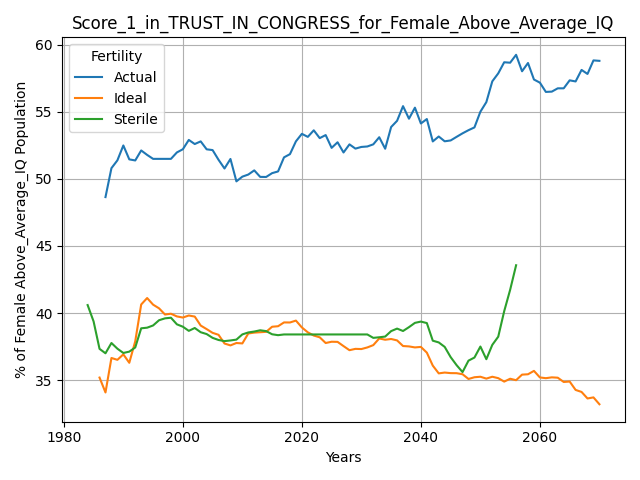 Score_1_in_TRUST_IN_CONGRESS_for_Female_Above_Average_IQ
% of Female Above_Average_IQ Population
60
55
50
45
40
35
Fertility
Actual
Ideal
Sterile
1980
2000
2020
2040
2060
Years